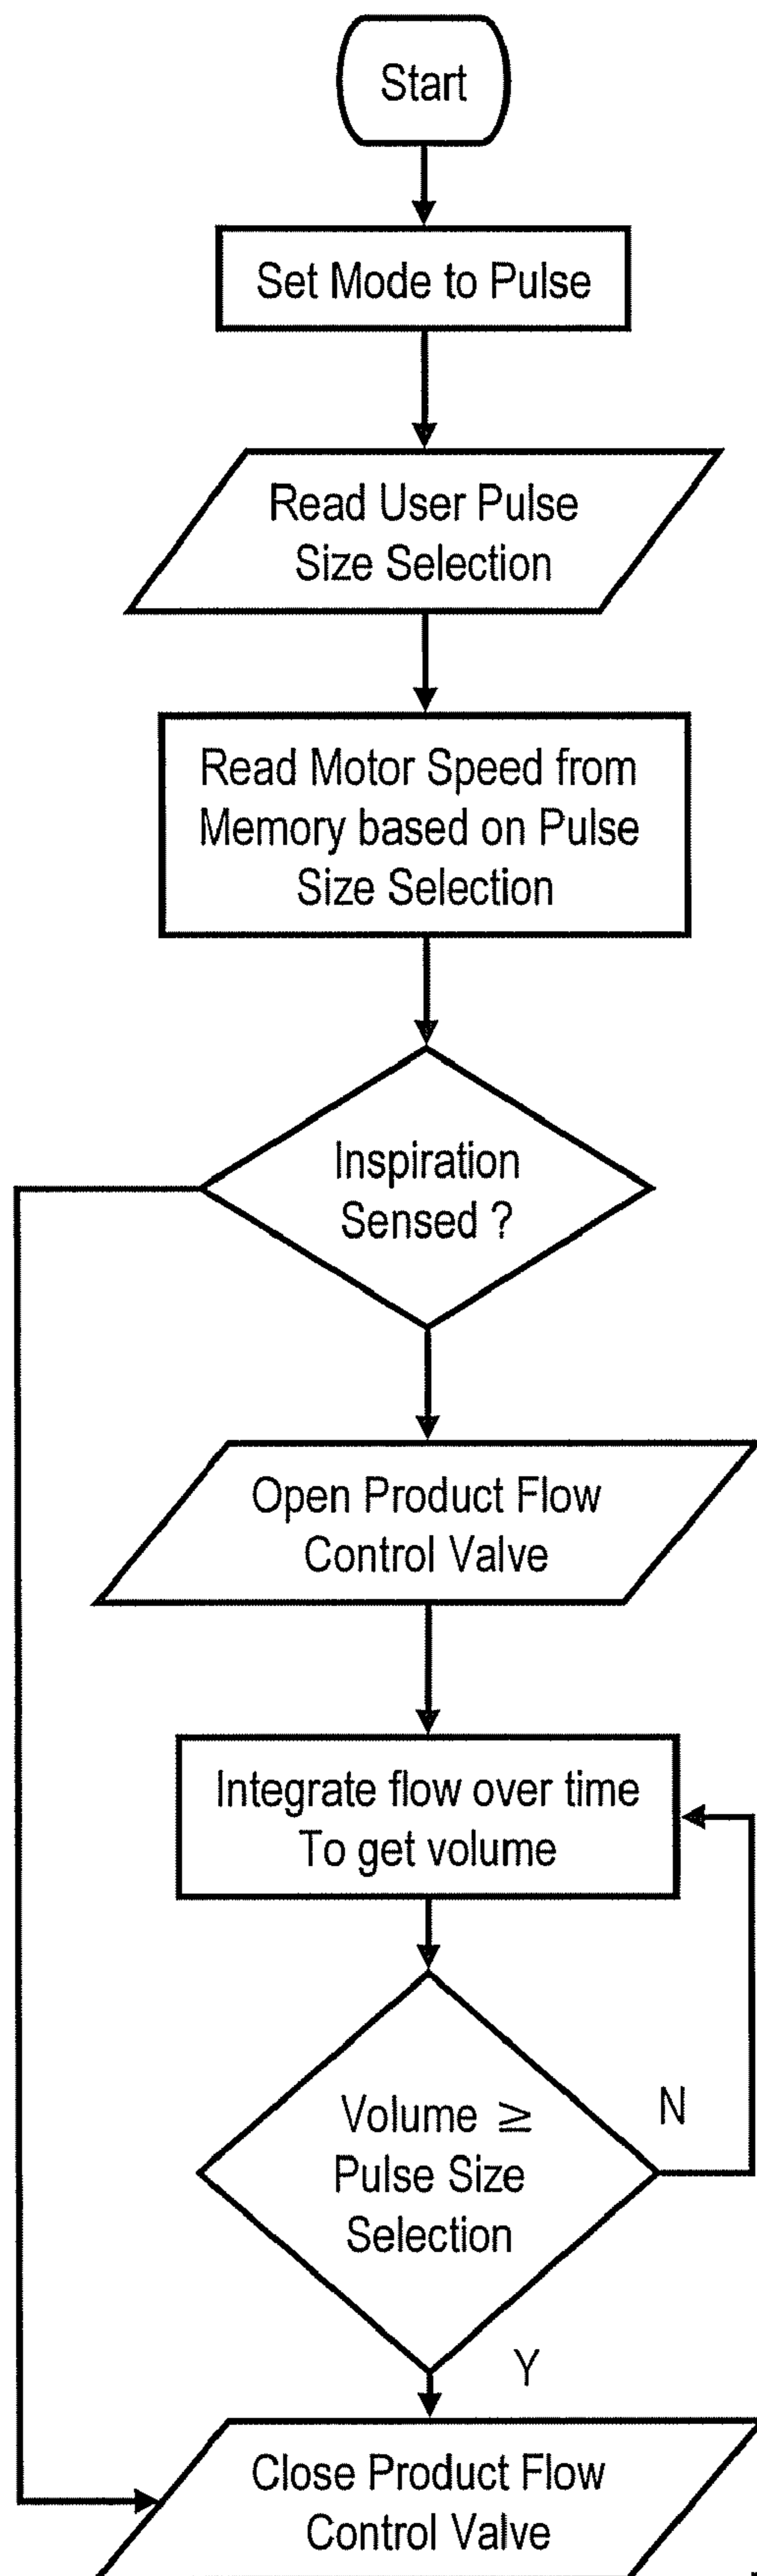 Start
Set Mode to Pulse
Read User Pulse
Size Selection
Read Motor Speed from
Memory based on Pulse
Size Selection
Inspiration
Sensed ?
Open Product Flow
Control Valve
Integrate flow over time
To get volume
Volume ≥
Pulse Size
Selection
N
Y
Close Product Flow
Control Valve